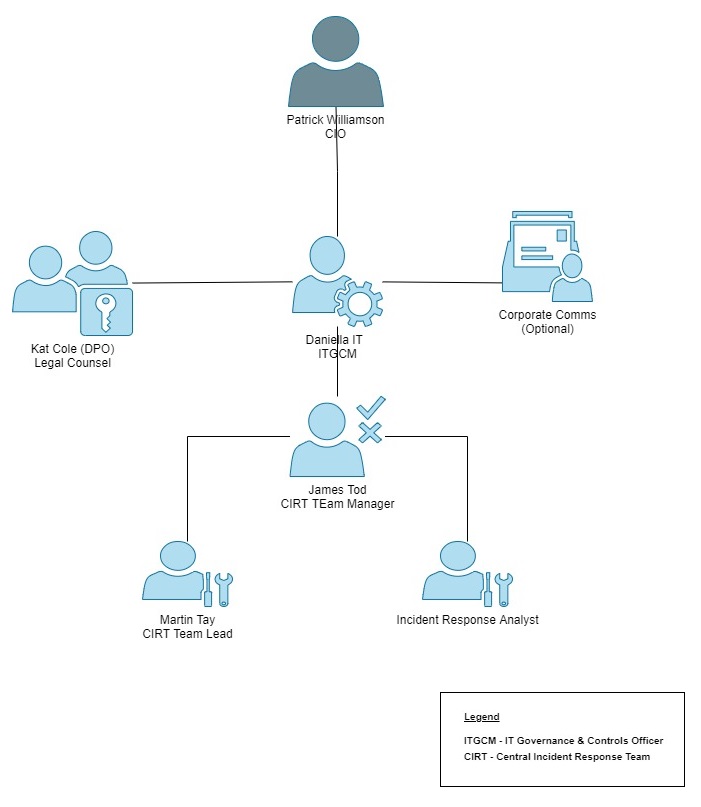 Patrick Williamson
CIO
Corporate Comms
(Optional)
Daniella IT
ITGCM
Kat Cole (DPO)
Legal Counsel
James Tod
CIRT TEam Manager
Martin Tay
CIRT Team Lead
Incident Response Analyst
Legend
ITGCM - IT Governance & Controls Officer
CIRT - Central Incident Response Team